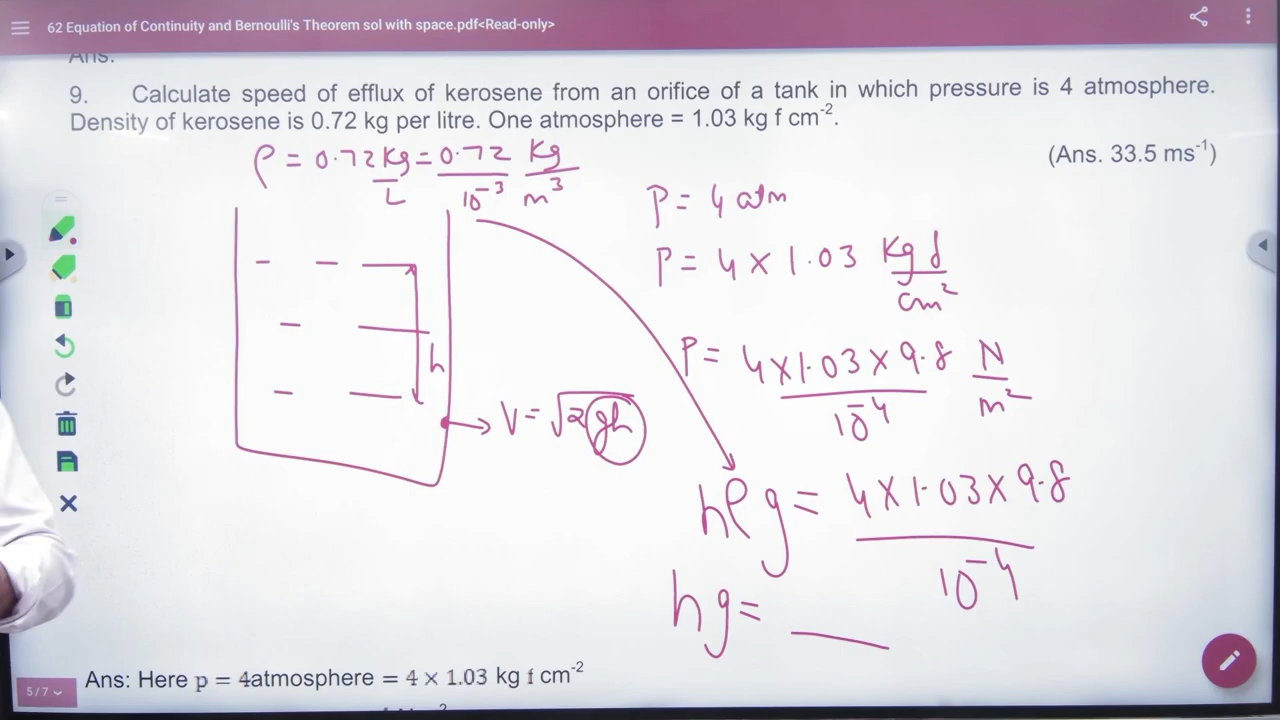 62 Equation of Continuity and Bernoulli's Theorem sol with space.pdf<Read-only>
Ans.
9. Calculate speed of efflux of kerosene from an orifice of a tank in which pressure is 4 atmosphere.
Density of kerosene is 0.72 kg per litre. One atmosphere = 1.03 kg f cm⁻².
(Ans. 33.5 ms⁻¹)
ρ = 0.72 Kg/L = 0.72/10⁻³ Kg/m³
P = 4 atm
P = 4 × 1.03 Kgf/cm²
P = 4×1.03×9.8/10⁻⁴ N/m²
h
V = √2gh
hρg = 4×1.03×9.8/10⁻⁴
hg =
Ans: Here p = 4atmosphere = 4 × 1.03 kg f cm⁻²
5 / 7